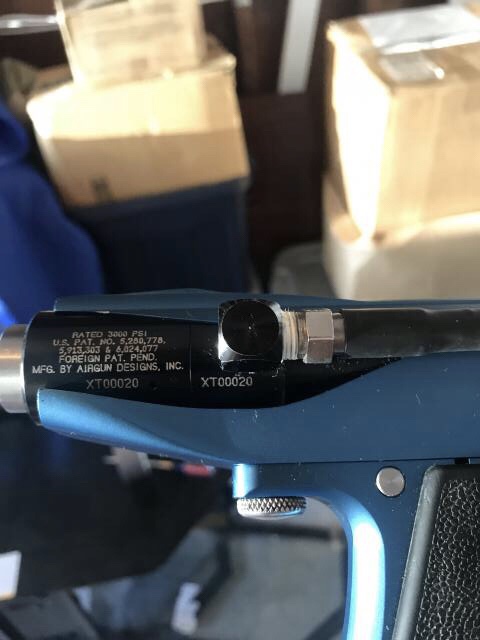 RATED 3000 PSI
U.S. PAT. NO. 5,280,778,
5,913,303 & 6,024,077
FOREIGN PAT. PEND.
MFG. BY AIRGUN DESIGNS, INC.
XT00020 XT00020